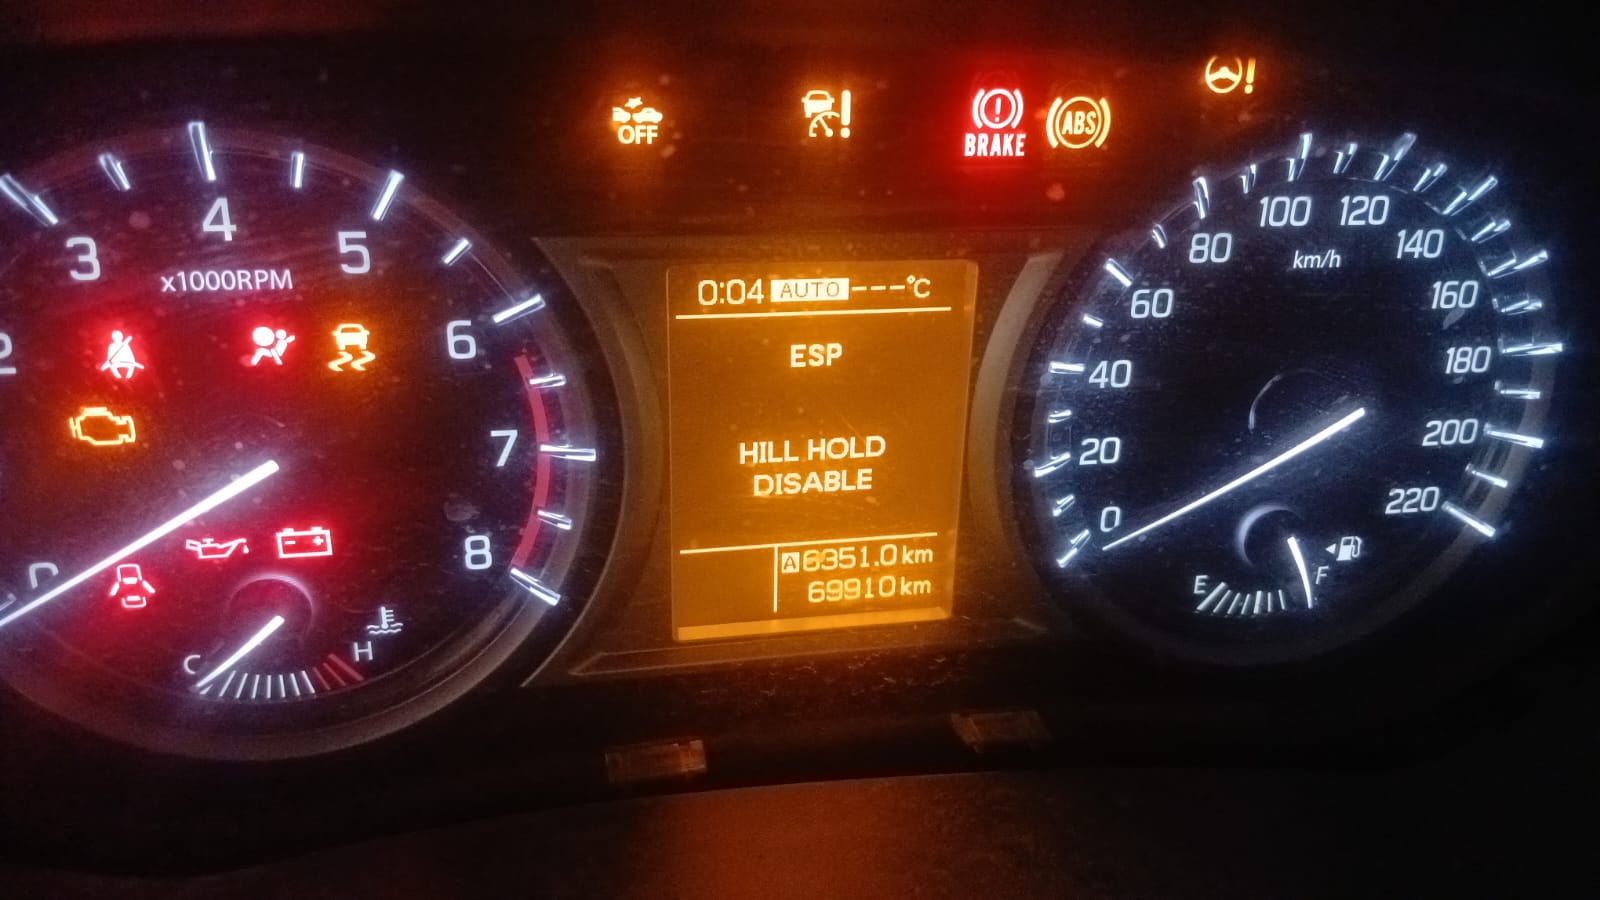 OFF
BRAKE
ABS
3
4
5
6
7
8
x1000RPM
C
H
0:04 AUTO ---°C
ESP
HILL HOLD
DISABLE
A 6351.0 km
69910 km
0
20
40
60
80
100
120
140
160
180
200
220
km/h
E
F